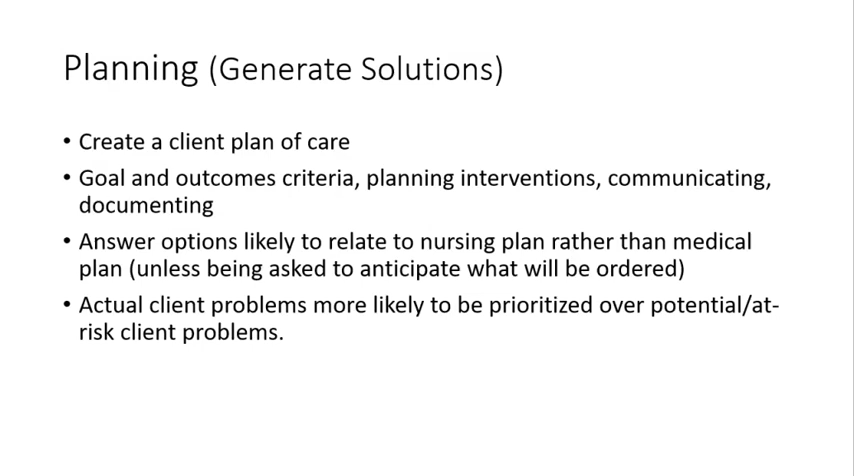 Planning (Generate Solutions)
• Create a client plan of care
• Goal and outcomes criteria, planning interventions, communicating,
documenting
• Answer options likely to relate to nursing plan rather than medical
plan (unless being asked to anticipate what will be ordered)
• Actual client problems more likely to be prioritized over potential/at-
risk client problems.